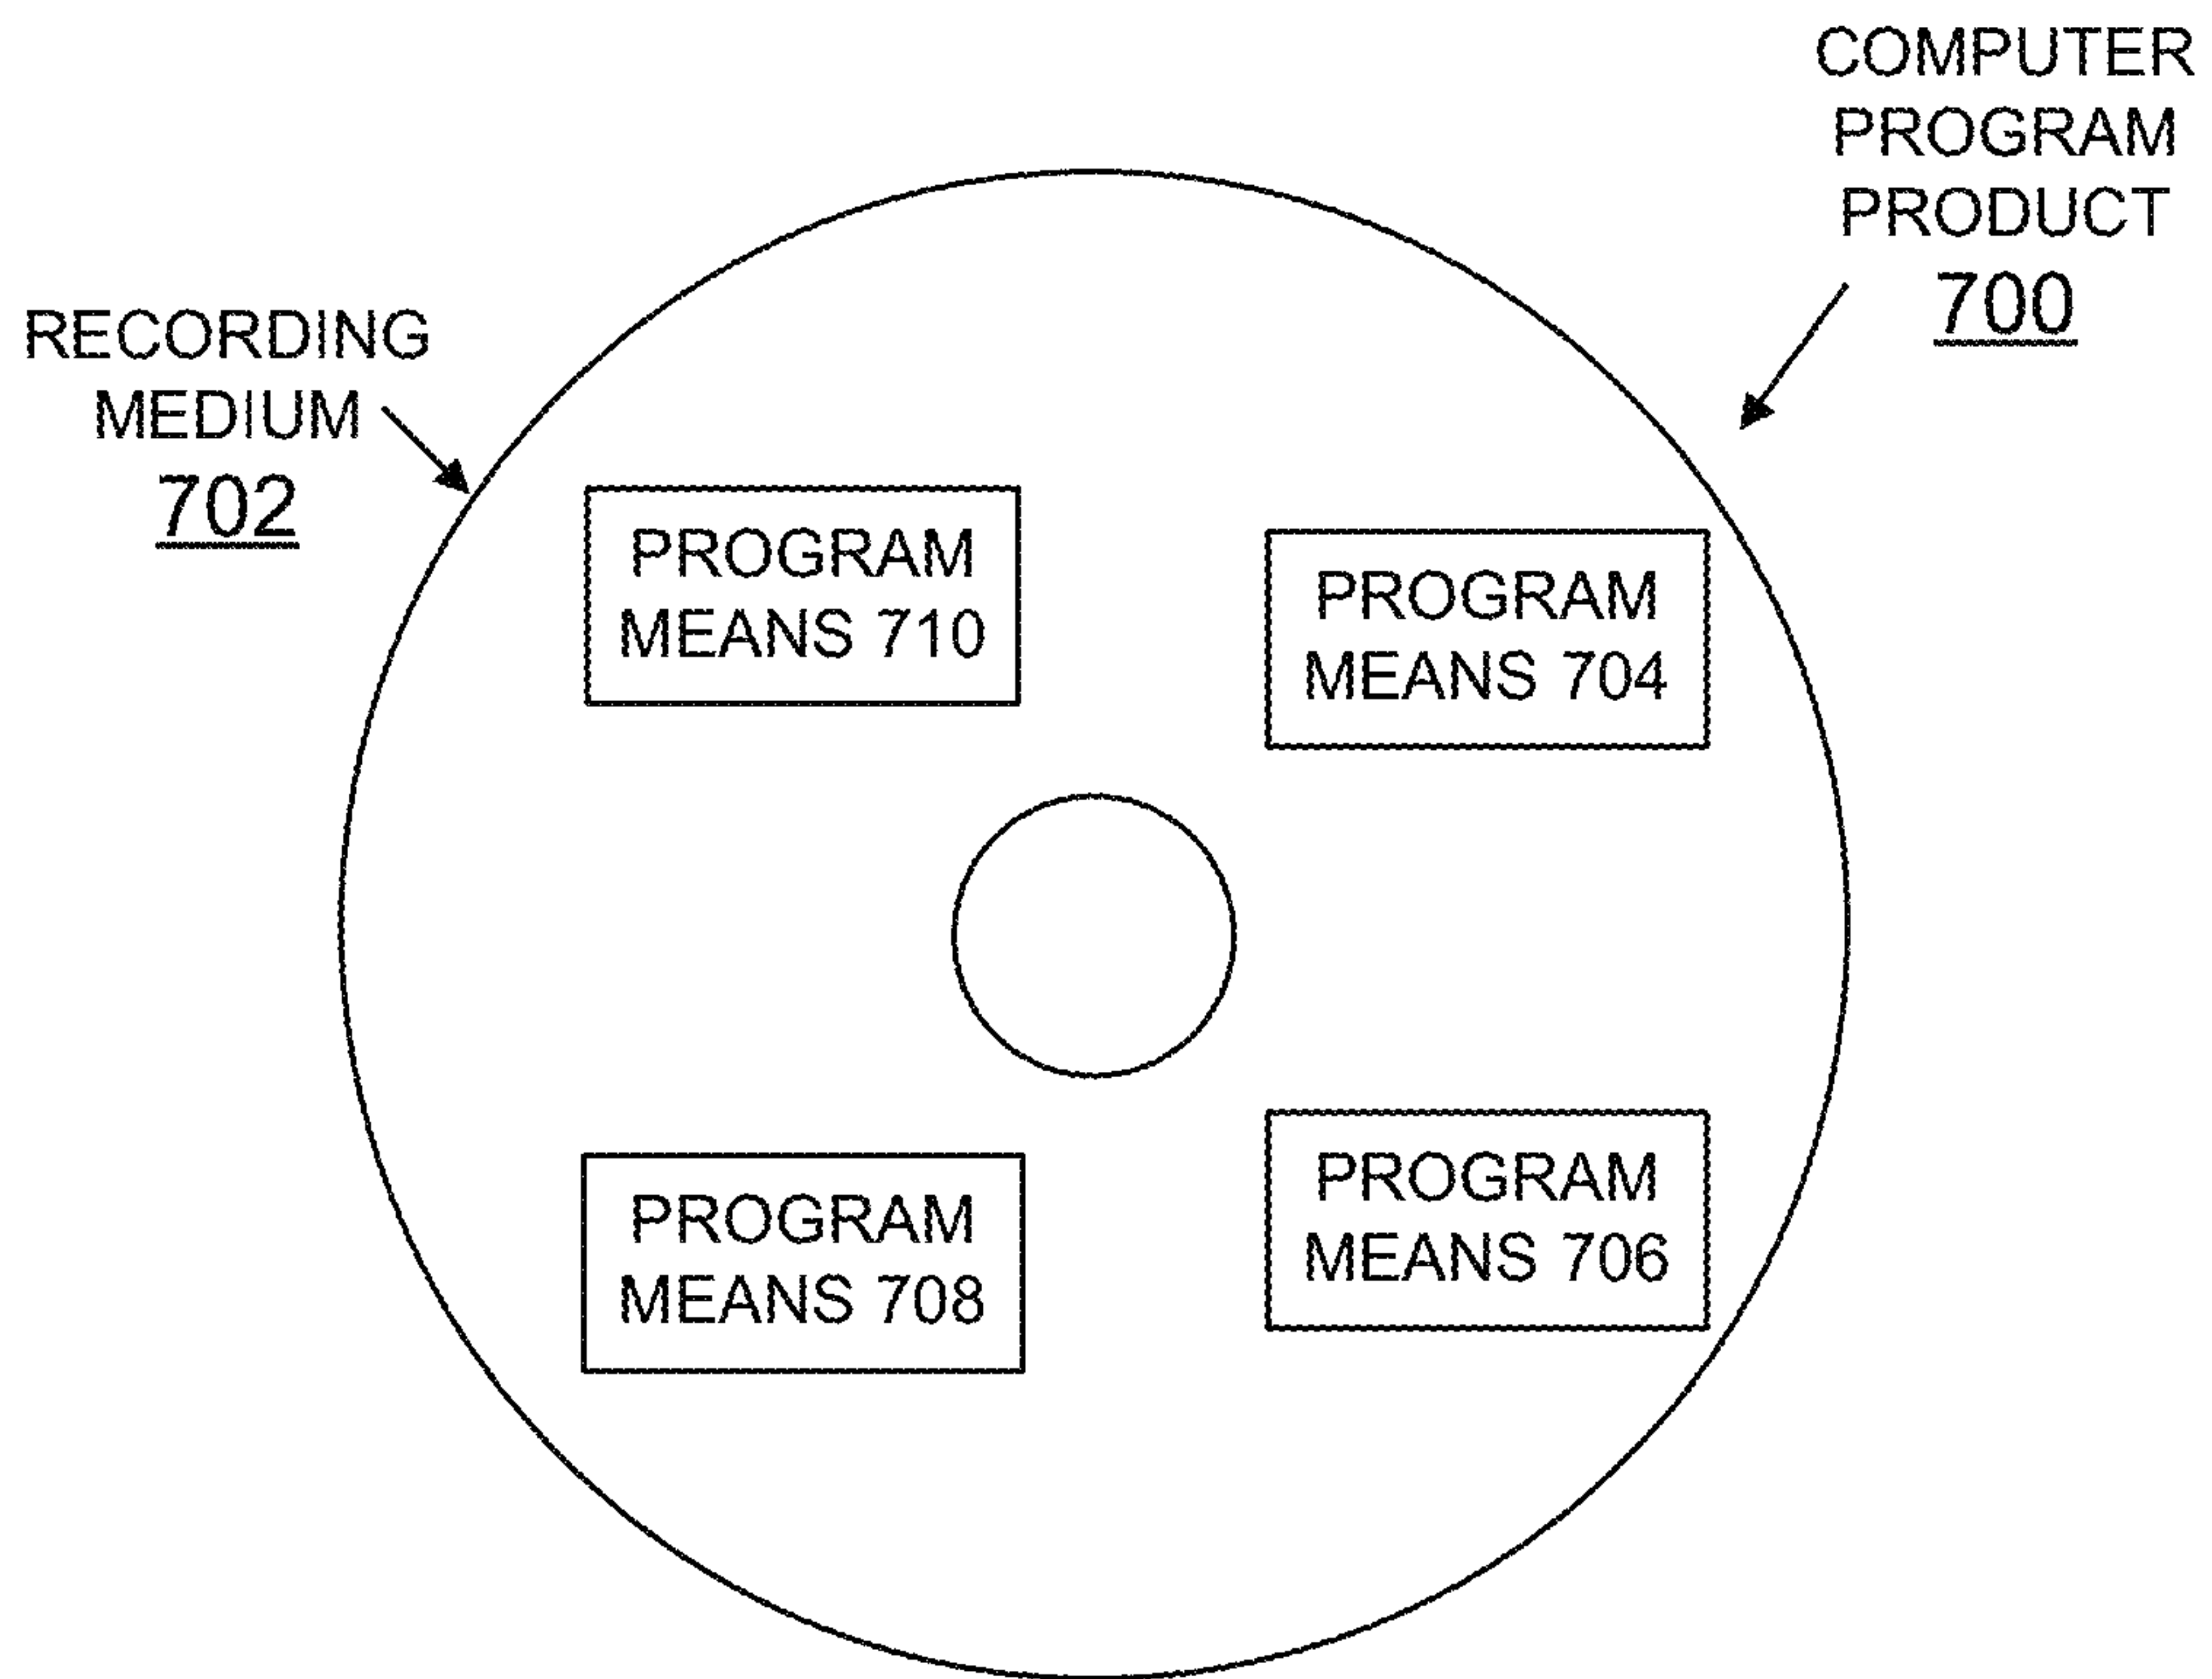 COMPUTER
PROGRAM
PRODUCT
700
RECORDING
MEDIUM
702
PROGRAM
MEANS 710
PROGRAM
MEANS 704
PROGRAM
MEANS 708
PROGRAM
MEANS 706